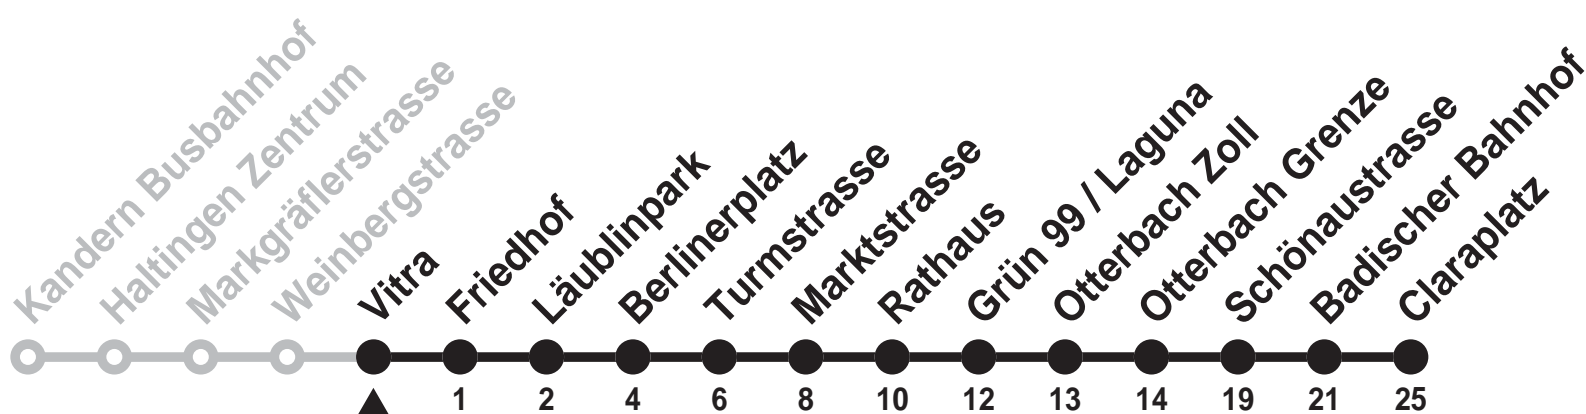 Kandern Busbahnhof
Haltingen Zentrum
Markgräflerstrasse
Weinbergstrasse
Vitra
Friedhof
Läublinpark
Berlinerplatz
Turmstrasse
Marktstrasse
Rathaus
Grün 99 / Laguna
Otterbach Zoll
Otterbach Grenze
Schönaustrasse
Badischer Bahnhof
Claraplatz
1 2 4 6 8 10 12 13 14 19 21 25